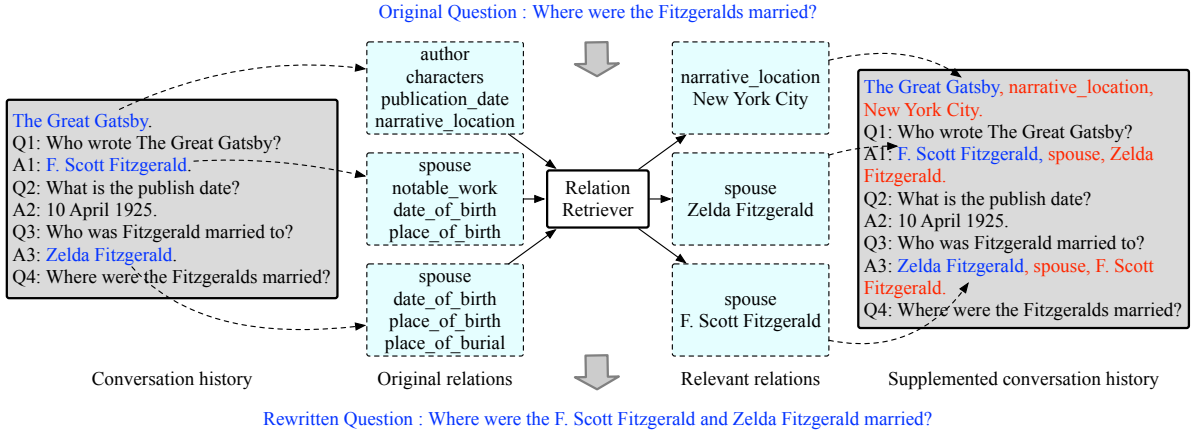 Original Question : Where were the Fitzgeralds married?
The Great Gatsby.
Q1: Who wrote The Great Gatsby?
A1: F. Scott Fitzgerald.
Q2: What is the publish date?
A2: 10 April 1925.
Q3: Who was Fitzgerald married to?
A3: Zelda Fitzgerald.
Q4: Where were the Fitzgeralds married?
Conversation history
author
characters
publication_date
narrative_location
spouse
notable_work
date_of_birth
place_of_birth
spouse
date_of_birth
place_of_birth
place_of_burial
Original relations
Relation
Retriever
narrative_location
New York City
spouse
Zelda Fitzgerald
spouse
F. Scott Fitzgerald
Relevant relations
The Great Gatsby, narrative_location,
New York City.
Q1: Who wrote The Great Gatsby?
A1: F. Scott Fitzgerald, spouse, Zelda
Fitzgerald.
Q2: What is the publish date?
A2: 10 April 1925.
Q3: Who was Fitzgerald married to?
A3: Zelda Fitzgerald, spouse, F. Scott
Fitzgerald.
Q4: Where were the Fitzgeralds married?
Supplemented conversation history
Rewritten Question : Where were the F. Scott Fitzgerald and Zelda Fitzgerald married?